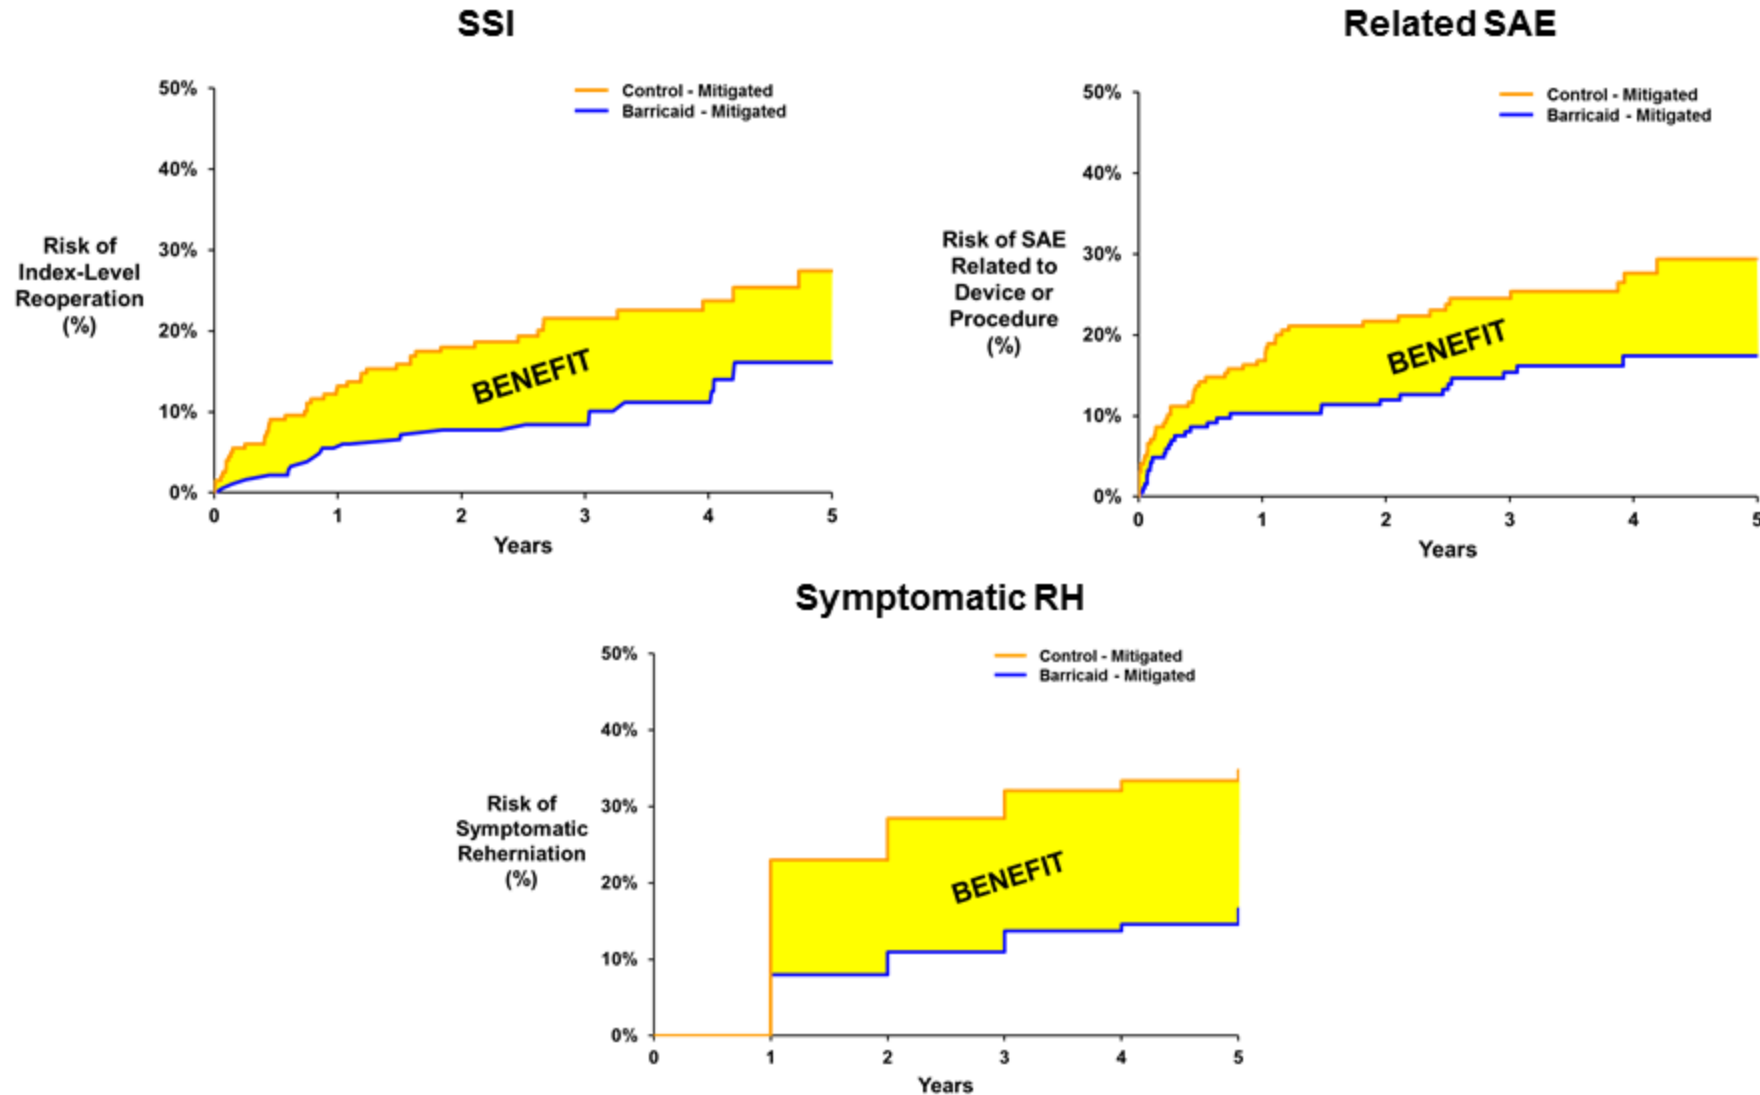 SSI
50%
40%
30%
20%
10%
0%
Risk of
Index-Level
Reoperation
(%)
Control - Mitigated
Barricaid - Mitigated
BENEFIT
0 1 2 3 4 5
Years
Related SAE
50%
40%
30%
20%
10%
0%
Risk of SAE
Related to
Device or
Procedure
(%)
Control - Mitigated
Barricaid - Mitigated
BENEFIT
0 1 2 3 4 5
Years
Symptomatic RH
50%
40%
30%
20%
10%
0%
Risk of
Symptomatic
Reherniation
(%)
Control - Mitigated
Barricaid - Mitigated
BENEFIT
0 1 2 3 4 5
Years